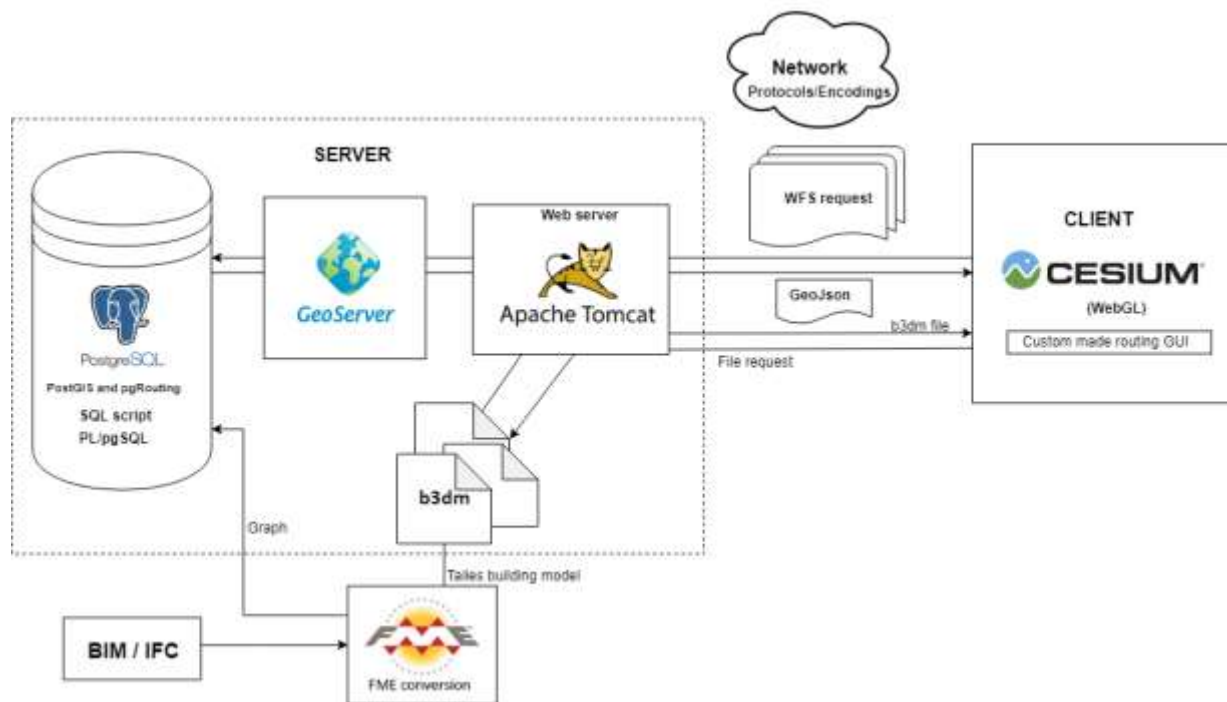 Network
Protocols/Encodings
SERVER
WFS request
Web server
CLIENT
GeoServer
Apache Tomcat
GeoJson
CESIUM
(WebGL)
Custom made routing GUI
PostgreSQL
PostGIS and pgRouting
SQL script
PL/pgSQL
b3dm file
File request
b3dm
Graph
Tailes building model
BIM / IFC
FME
FME conversion